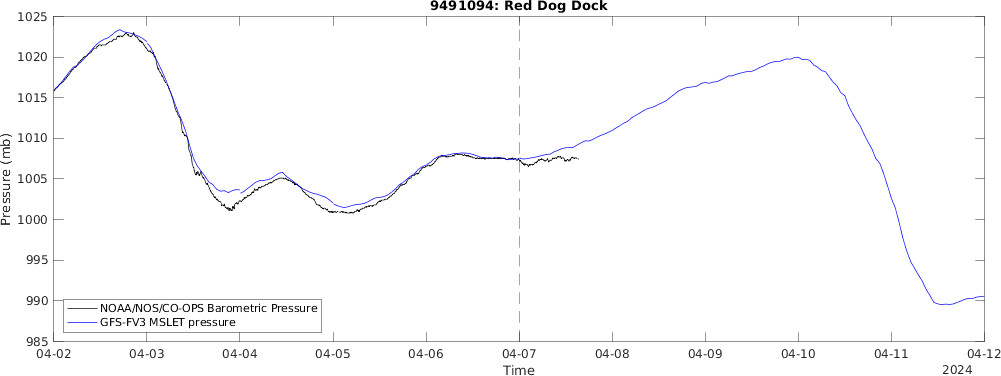 9491094: Red Dog Dock
1025
1020
1015
1010
1005
1000
995
990
985
Pressure (mb)
NOAA/NOS/CO-OPS Barometric Pressure
GFS-FV3 MSLET pressure
04-02 04-03 04-04 04-05 04-06 04-07 04-08 04-09 04-10 04-11 04-12
Time
2024